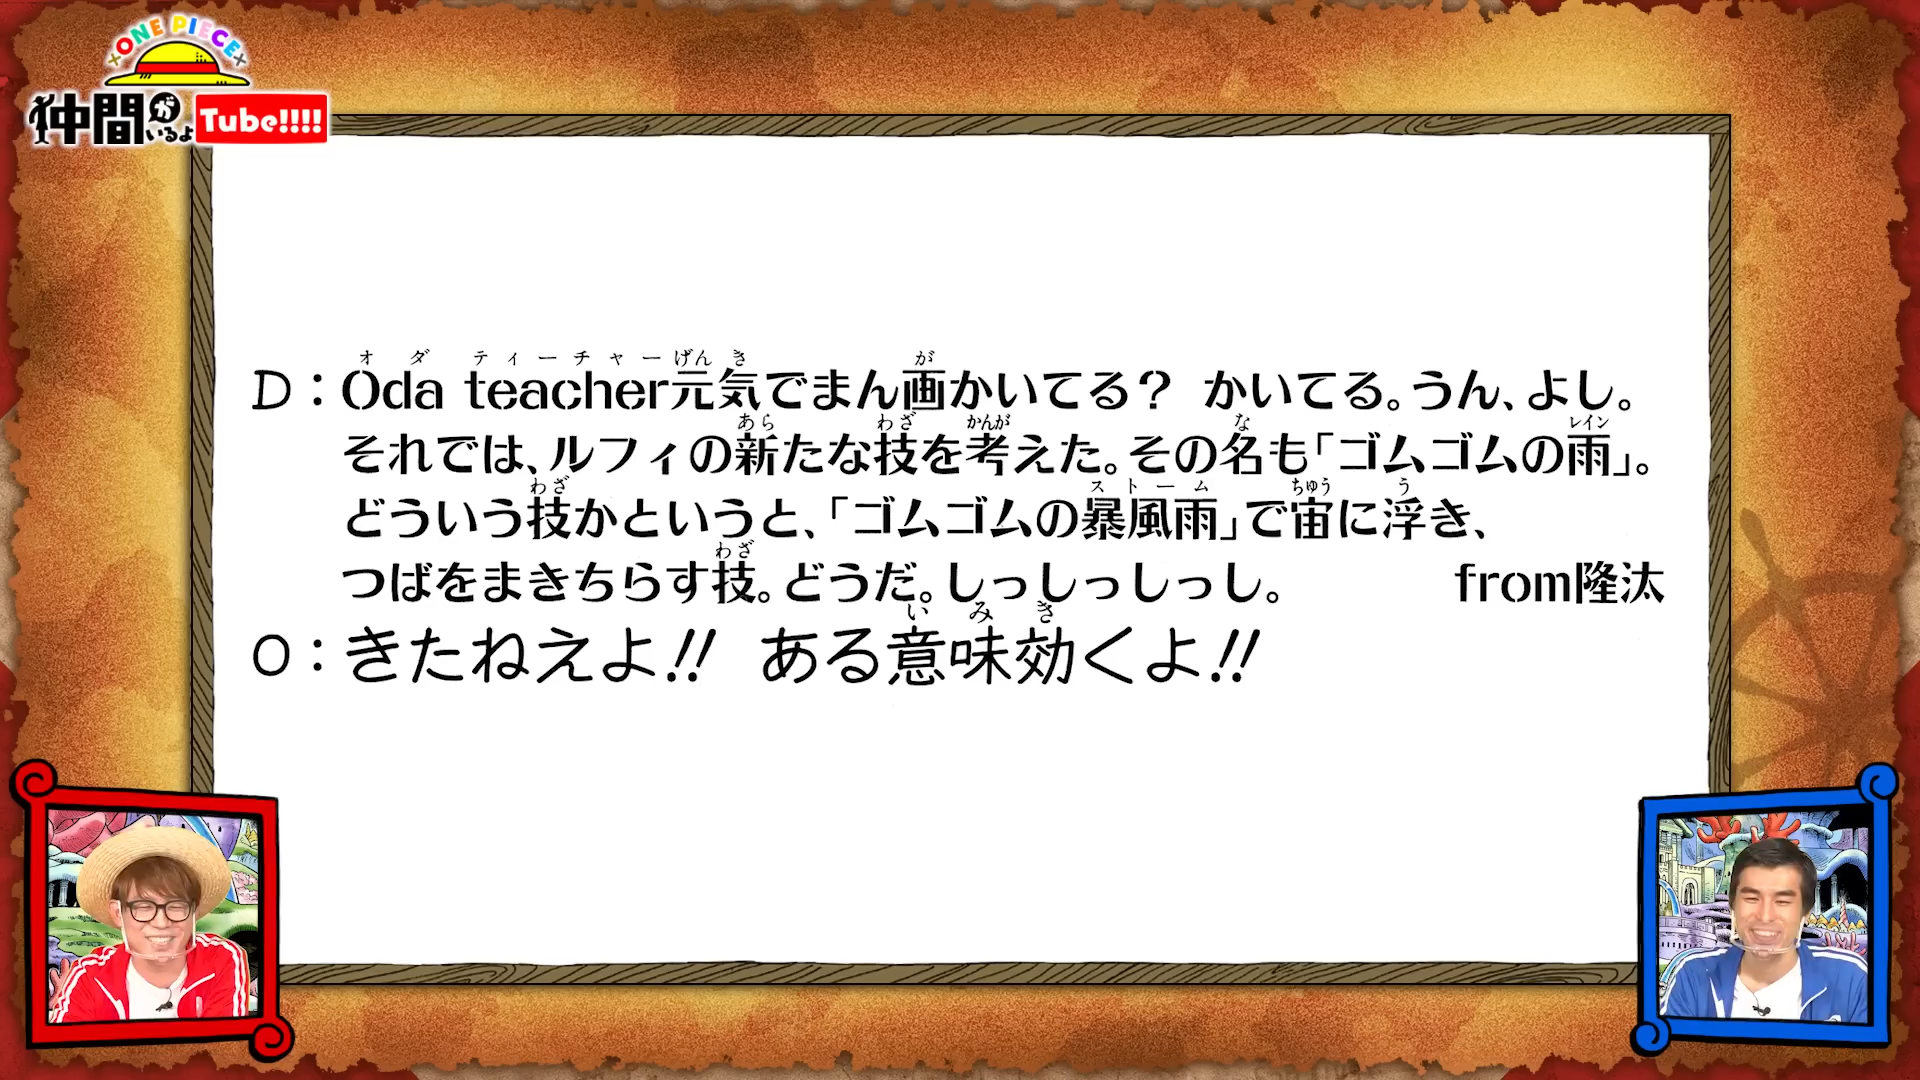 ONE PIECE
仲間がいるよ Tube!!!!
D：Oda teacher元気でまん画かいてる？ かいてる。うん、よし。
それでは、ルフィの新たな技を考えた。その名も「ゴムゴムの雨」。
どういう技かというと、「ゴムゴムの暴風雨」で宙に浮き、
つばをまきちらす技。どうだ。しっしっしっし。 from隆汰
O：きたねえよ!! ある意味効くよ!!